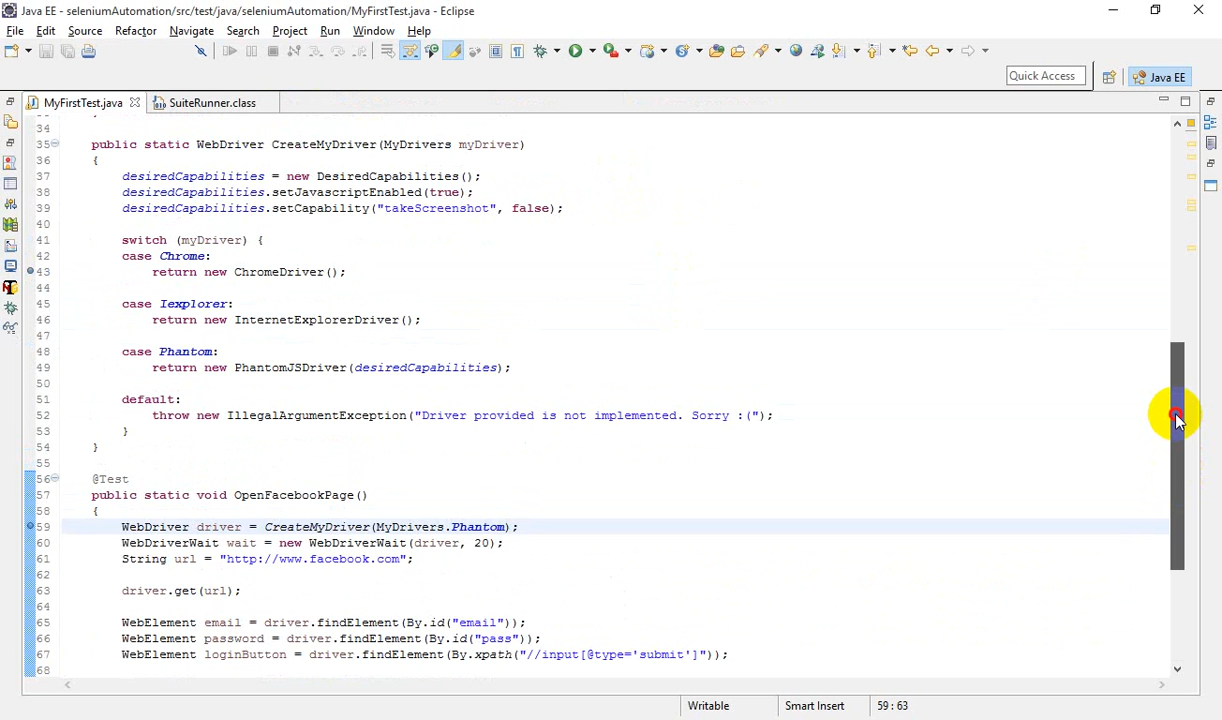 Java EE - seleniumAutomation/src/test/java/seleniumAutomation/MyFirstTest.java - Eclipse
File Edit Source Refactor Navigate Search Project Run Window Help
Quick Access
Java EE
MyFirstTest.java
SuiteRunner.class
34
35 public static WebDriver CreateMyDriver(MyDrivers myDriver)
36 {
37 desiredCapabilities = new DesiredCapabilities();
38 desiredCapabilities.setJavascriptEnabled(true);
39 desiredCapabilities.setCapability("takeScreenshot", false);
40
41 switch (myDriver) {
42 case Chrome:
43 return new ChromeDriver();
44
45 case Iexplorer:
46 return new InternetExplorerDriver();
47
48 case Phantom:
49 return new PhantomJSDriver(desiredCapabilities);
50
51 default:
52 throw new IllegalArgumentException("Driver provided is not implemented. Sorry :(");
53 }
54 }
55
56 @Test
57 public static void OpenFacebookPage()
58 {
59 WebDriver driver = CreateMyDriver(MyDrivers.Phantom);
60 WebDriverWait wait = new WebDriverWait(driver, 20);
61 String url = "http://www.facebook.com";
62
63 driver.get(url);
64
65 WebElement email = driver.findElement(By.id("email"));
66 WebElement password = driver.findElement(By.id("pass"));
67 WebElement loginButton = driver.findElement(By.xpath("//input[@type='submit']"));
68
Writable
Smart Insert
59 : 63